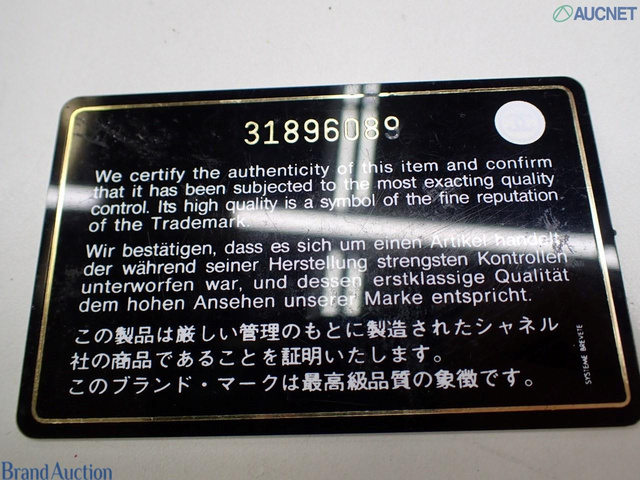 AUCNET
31896089
We certify the authenticity of this item and confirm
that it has been subjected to the most exacting quality
control. Its high quality is a symbol of the fine reputation
of the Trademark.
Wir bestätigen, dass es sich um einen Artikel handelt,
der während seiner Herstellung strengsten Kontrollen
unterworfen war, und dessen erstklassige Qualität
dem hohen Ansehen unserer Marke entspricht.
この製品は厳しい管理のもとに製造されたシャネル
社の商品であることを証明いたします。
このブランド・マークは最高級品質の象徴です。
SYSTEME BREVETE
Brand Auction